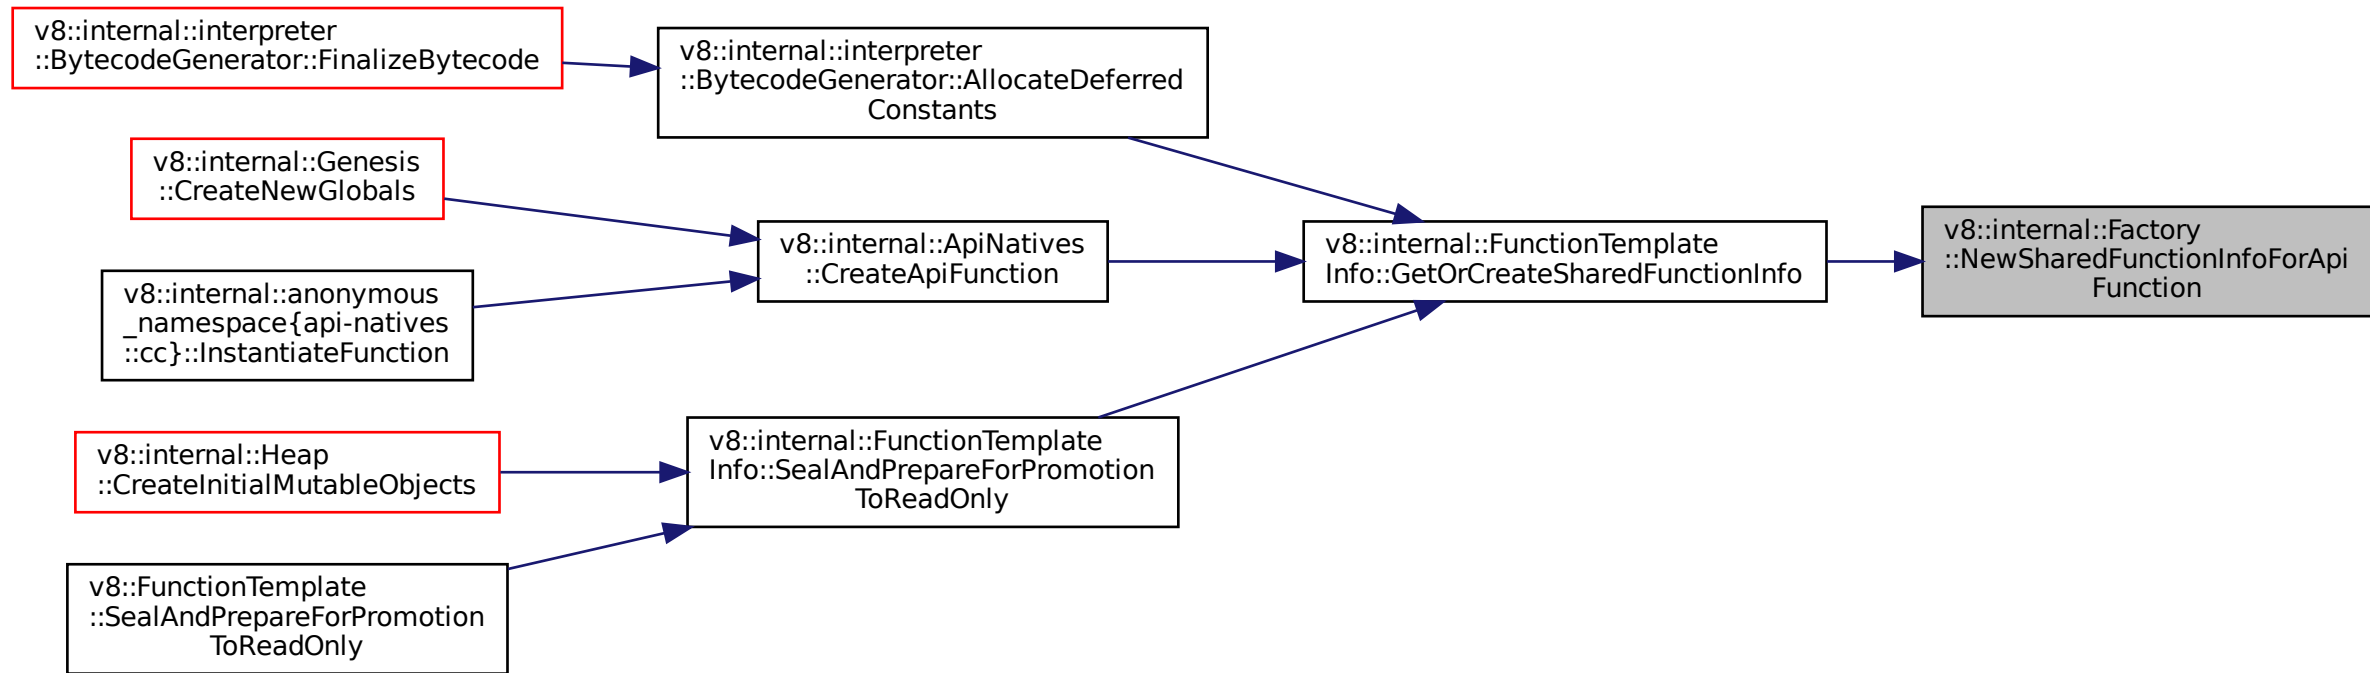 v8::internal::interpreter
::BytecodeGenerator::FinalizeBytecode
v8::internal::interpreter
::BytecodeGenerator::AllocateDeferred
Constants
v8::internal::Genesis
::CreateNewGlobals
v8::internal::anonymous
_namespace{api-natives
::cc}::InstantiateFunction
v8::internal::ApiNatives
::CreateApiFunction
v8::internal::FunctionTemplate
Info::GetOrCreateSharedFunctionInfo
v8::internal::Factory
::NewSharedFunctionInfoForApi
Function
v8::internal::Heap
::CreateInitialMutableObjects
v8::internal::FunctionTemplate
Info::SealAndPrepareForPromotion
ToReadOnly
v8::FunctionTemplate
::SealAndPrepareForPromotion
ToReadOnly